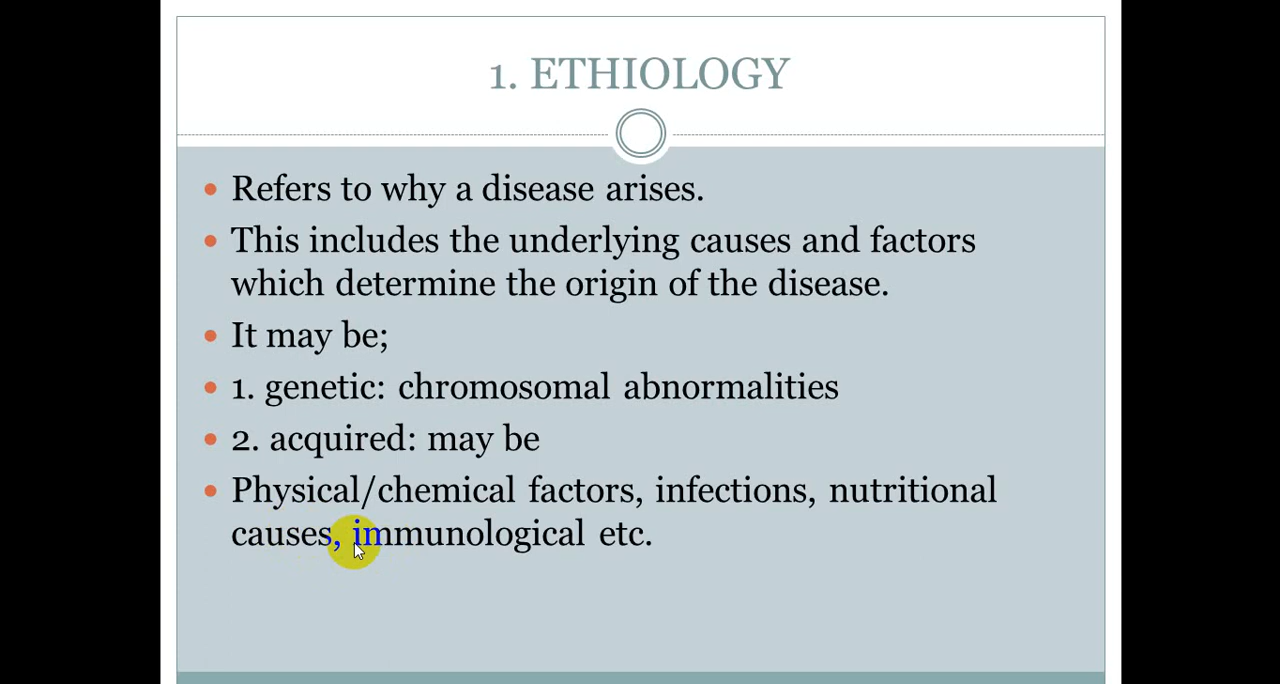 1. ETHIOLOGY
Refers to why a disease arises.
This includes the underlying causes and factors
which determine the origin of the disease.
It may be;
1. genetic: chromosomal abnormalities
2. acquired: may be
Physical/chemical factors, infections, nutritional
causes, immunological etc.